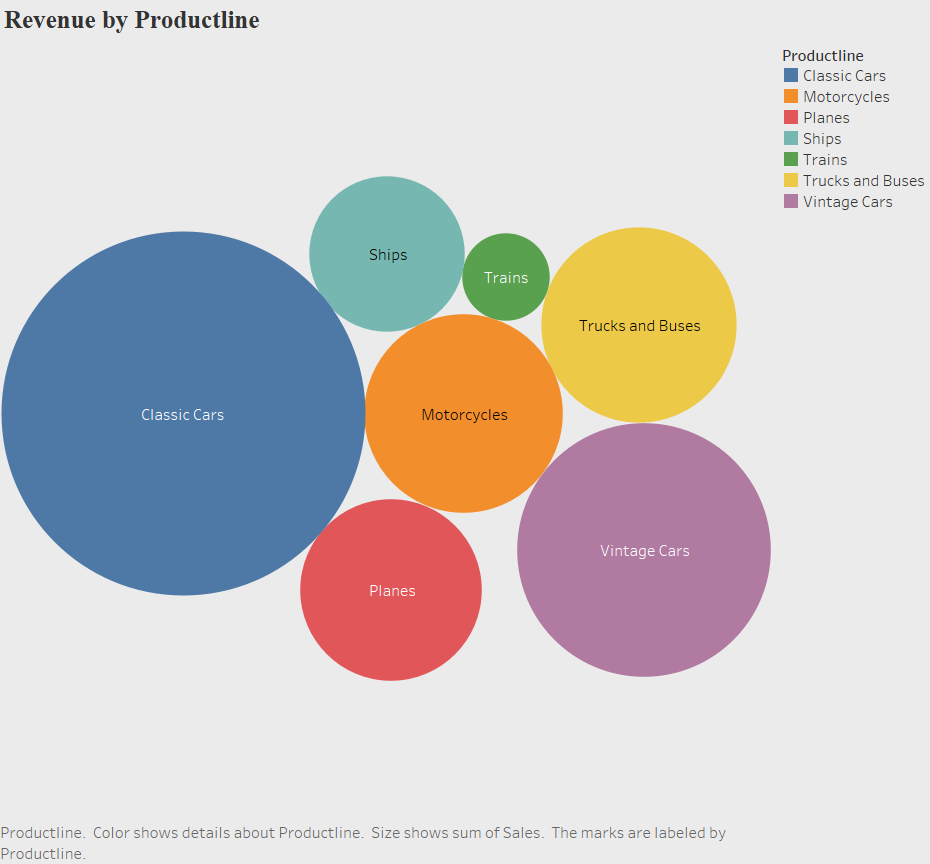 Revenue by Productline
Productline
Classic Cars
Motorcycles
Planes
Ships
Trains
Trucks and Buses
Vintage Cars
Ships
Trains
Trucks and Buses
Classic Cars
Motorcycles
Vintage Cars
Planes
Productline.  Color shows details about Productline.  Size shows sum of Sales.  The marks are labeled by
Productline.